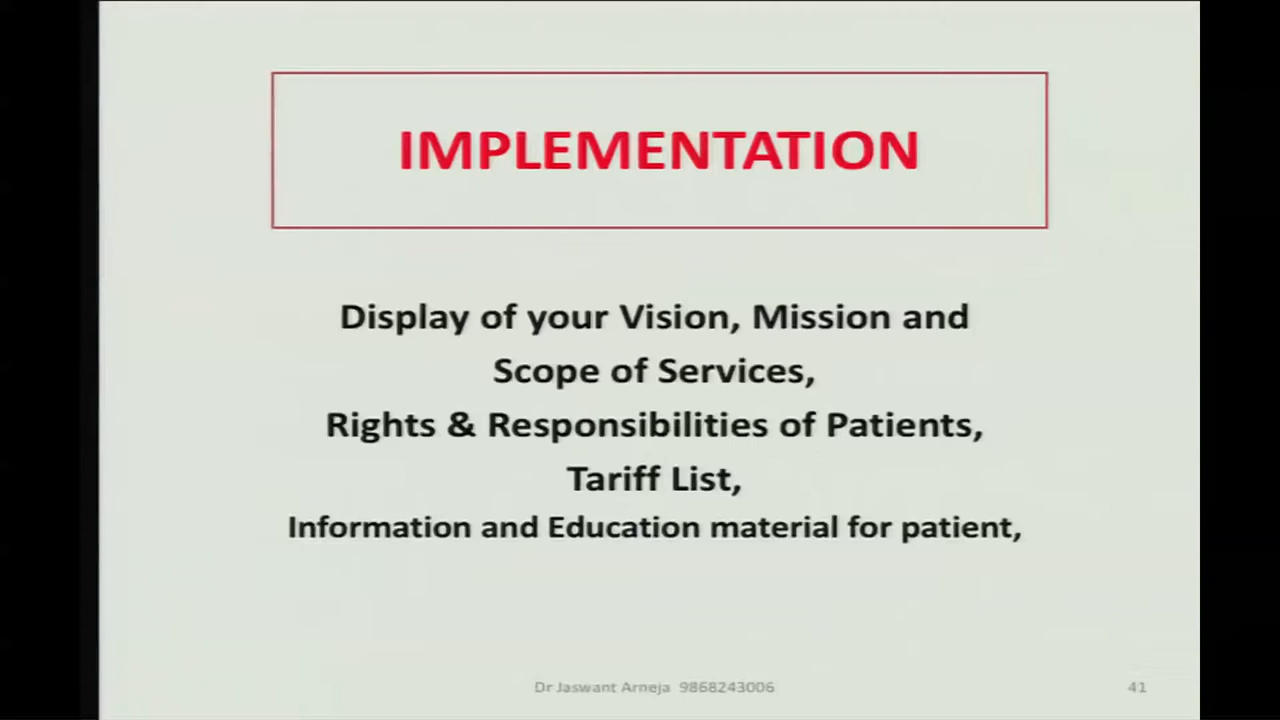 IMPLEMENTATION
Display of your Vision, Mission and
Scope of Services,
Rights & Responsibilities of Patients,
Tariff List,
Information and Education material for patient,
Dr Jaswant Arneja 9868243006
41